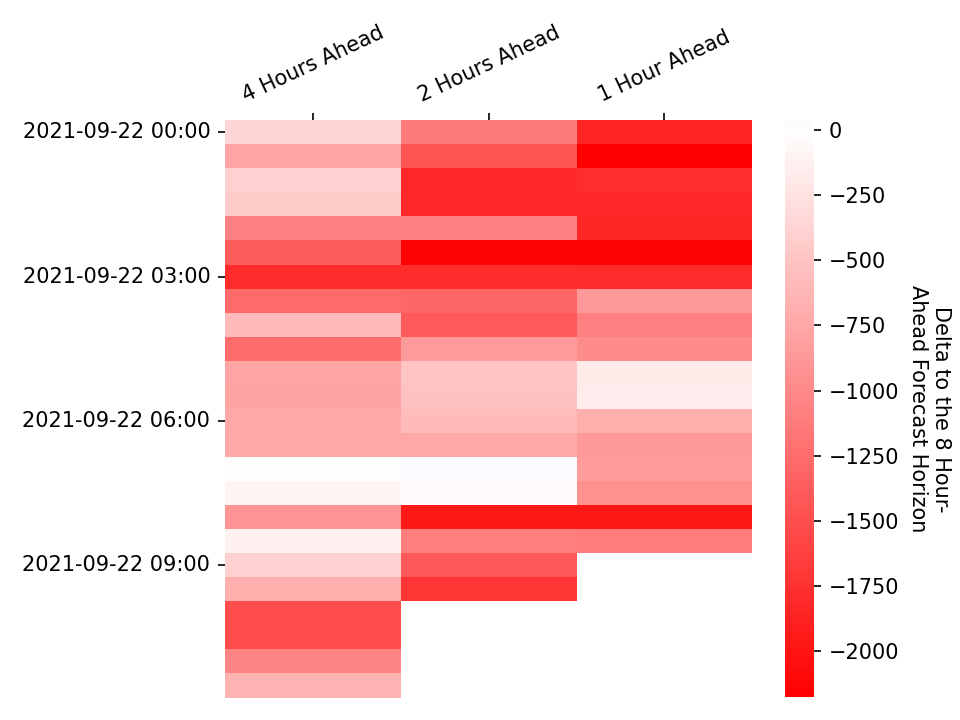 4 Hours Ahead
2 Hours Ahead
1 Hour Ahead
2021-09-22 00:00
2021-09-22 03:00
2021-09-22 06:00
2021-09-22 09:00
0
−250
−500
−750
−1000
−1250
−1500
−1750
−2000
Delta to the 8 Hour-
Ahead Forecast Horizon